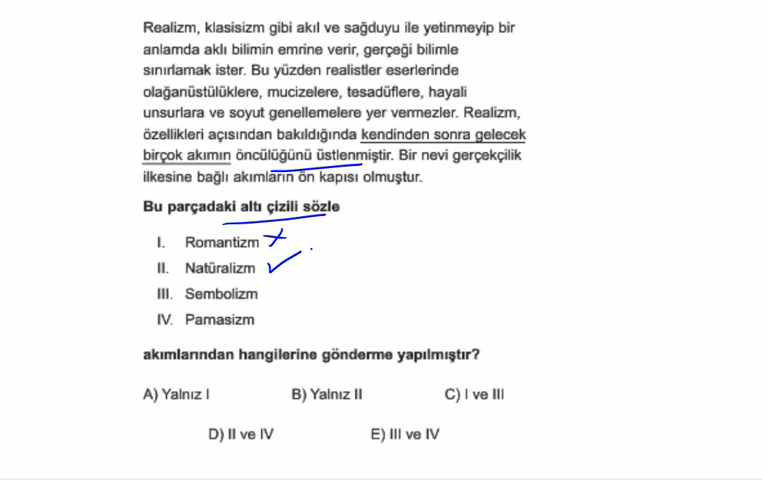 Realizm, klasisizm gibi akıl ve sağduyu ile yetinmeyip bir
anlamda aklı bilimin emrine verir, gerçeği bilimle
sınırlamak ister. Bu yüzden realistler eserlerinde
olağanüstülüklere, mucizelere, tesadüflere, hayali
unsurlara ve soyut genellemelere yer vermezler. Realizm,
özellikleri açısından bakıldığında kendinden sonra gelecek
birçok akımın öncülüğünü üstlenmiştir. Bir nevi gerçekçilik
ilkesine bağlı akımların ön kapısı olmuştur.
Bu parçadaki altı çizili sözle
I. Romantizm
II. Natüralizm
III. Sembolizm
IV. Parnasizm
akımlarından hangilerine gönderme yapılmıştır?
A) Yalnız I B) Yalnız II C) I ve III
D) II ve IV E) III ve IV